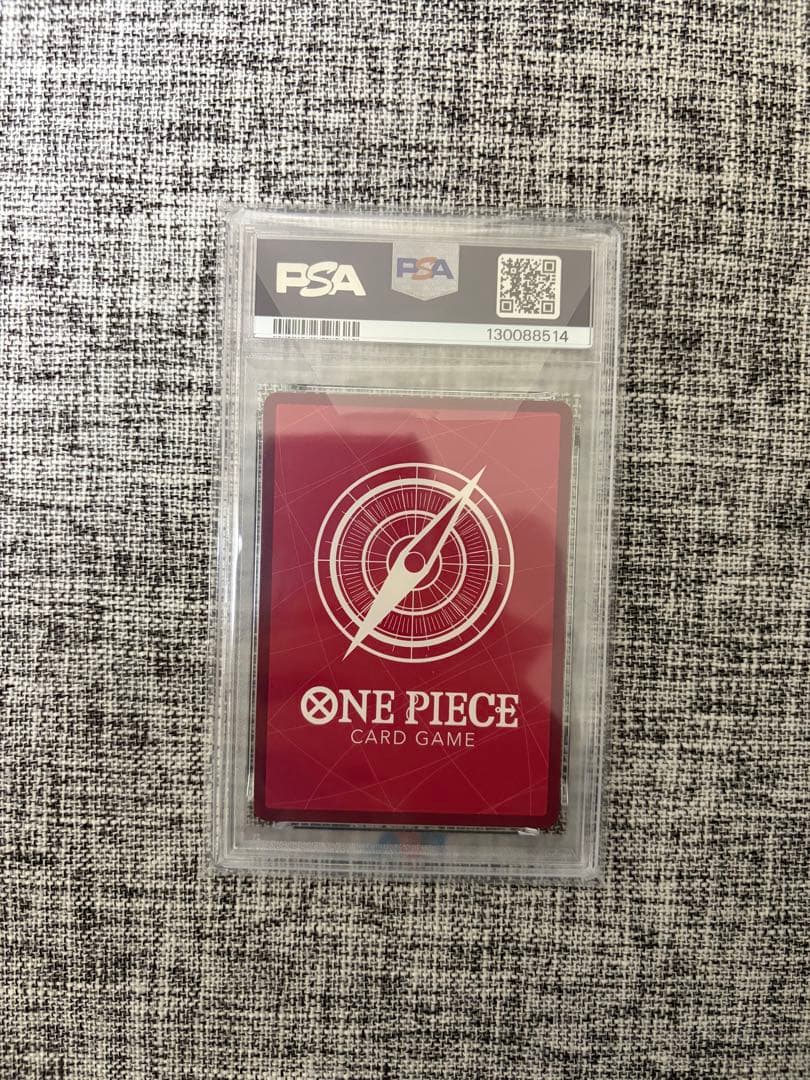 PSA
PSA
130088514
ONE PIECE
CARD GAME